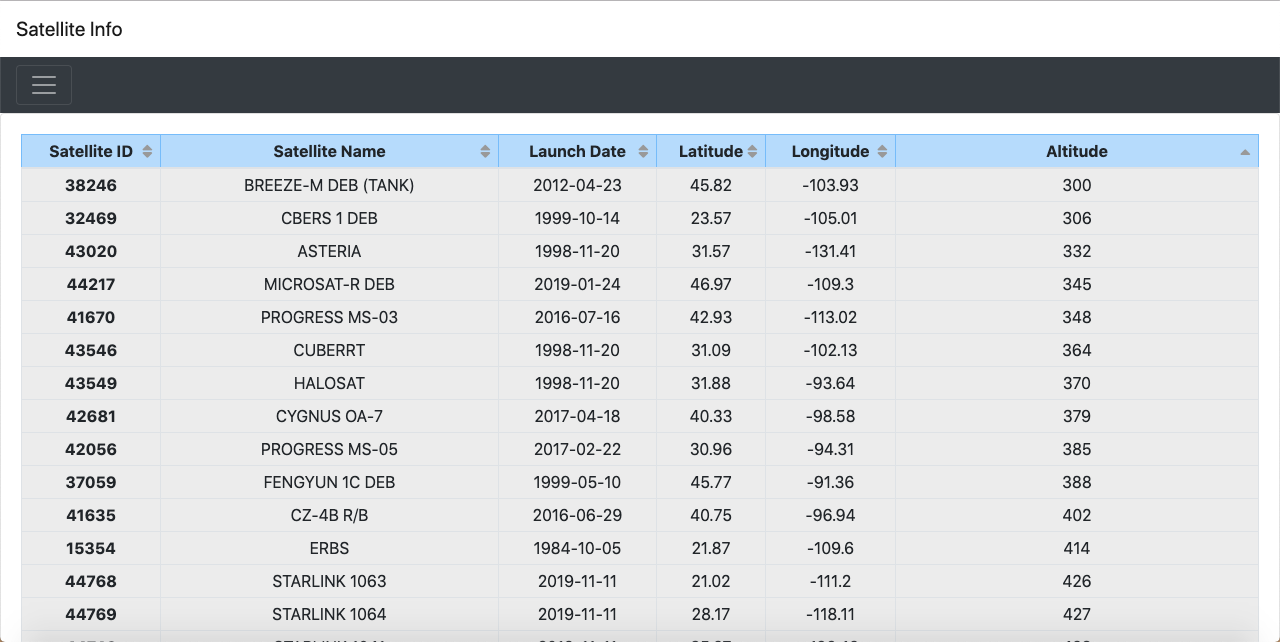 Satellite Info
Satellite ID Satellite Name Launch Date Latitude Longitude Altitude
38246 BREEZE-M DEB (TANK) 2012-04-23 45.82 -103.93 300
32469 CBERS 1 DEB 1999-10-14 23.57 -105.01 306
43020 ASTERIA 1998-11-20 31.57 -131.41 332
44217 MICROSAT-R DEB 2019-01-24 46.97 -109.3 345
41670 PROGRESS MS-03 2016-07-16 42.93 -113.02 348
43546 CUBERRT 1998-11-20 31.09 -102.13 364
43549 HALOSAT 1998-11-20 31.88 -93.64 370
42681 CYGNUS OA-7 2017-04-18 40.33 -98.58 379
42056 PROGRESS MS-05 2017-02-22 30.96 -94.31 385
37059 FENGYUN 1C DEB 1999-05-10 45.77 -91.36 388
41635 CZ-4B R/B 2016-06-29 40.75 -96.94 402
15354 ERBS 1984-10-05 21.87 -109.6 414
44768 STARLINK 1063 2019-11-11 21.02 -111.2 426
44769 STARLINK 1064 2019-11-11 28.17 -118.11 427